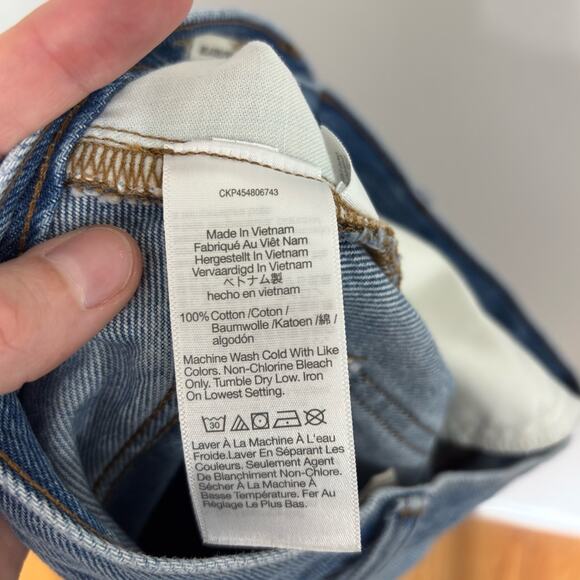 CKP454806743
Made In Vietnam
Fabriqué Au Viêt Nam
Hergestellt In Vietnam
Vervaardigd In Vietnam
ベトナム製
hecho en vietnam
100% Cotton /Coton /
Baumwolle /Katoen /綿 /
algodón
Machine Wash Cold With Like
Colors. Non-Chlorine Bleach
Only. Tumble Dry Low. Iron
On Lowest Setting.
30
Laver À La Machine À L'eau
Froide.Laver En Séparant Les
Couleurs. Seulement Agent
De Blanchiment Non-Chlore.
Sécher À La Machine À
Basse Température. Fer Au
Réglage Le Plus Bas.